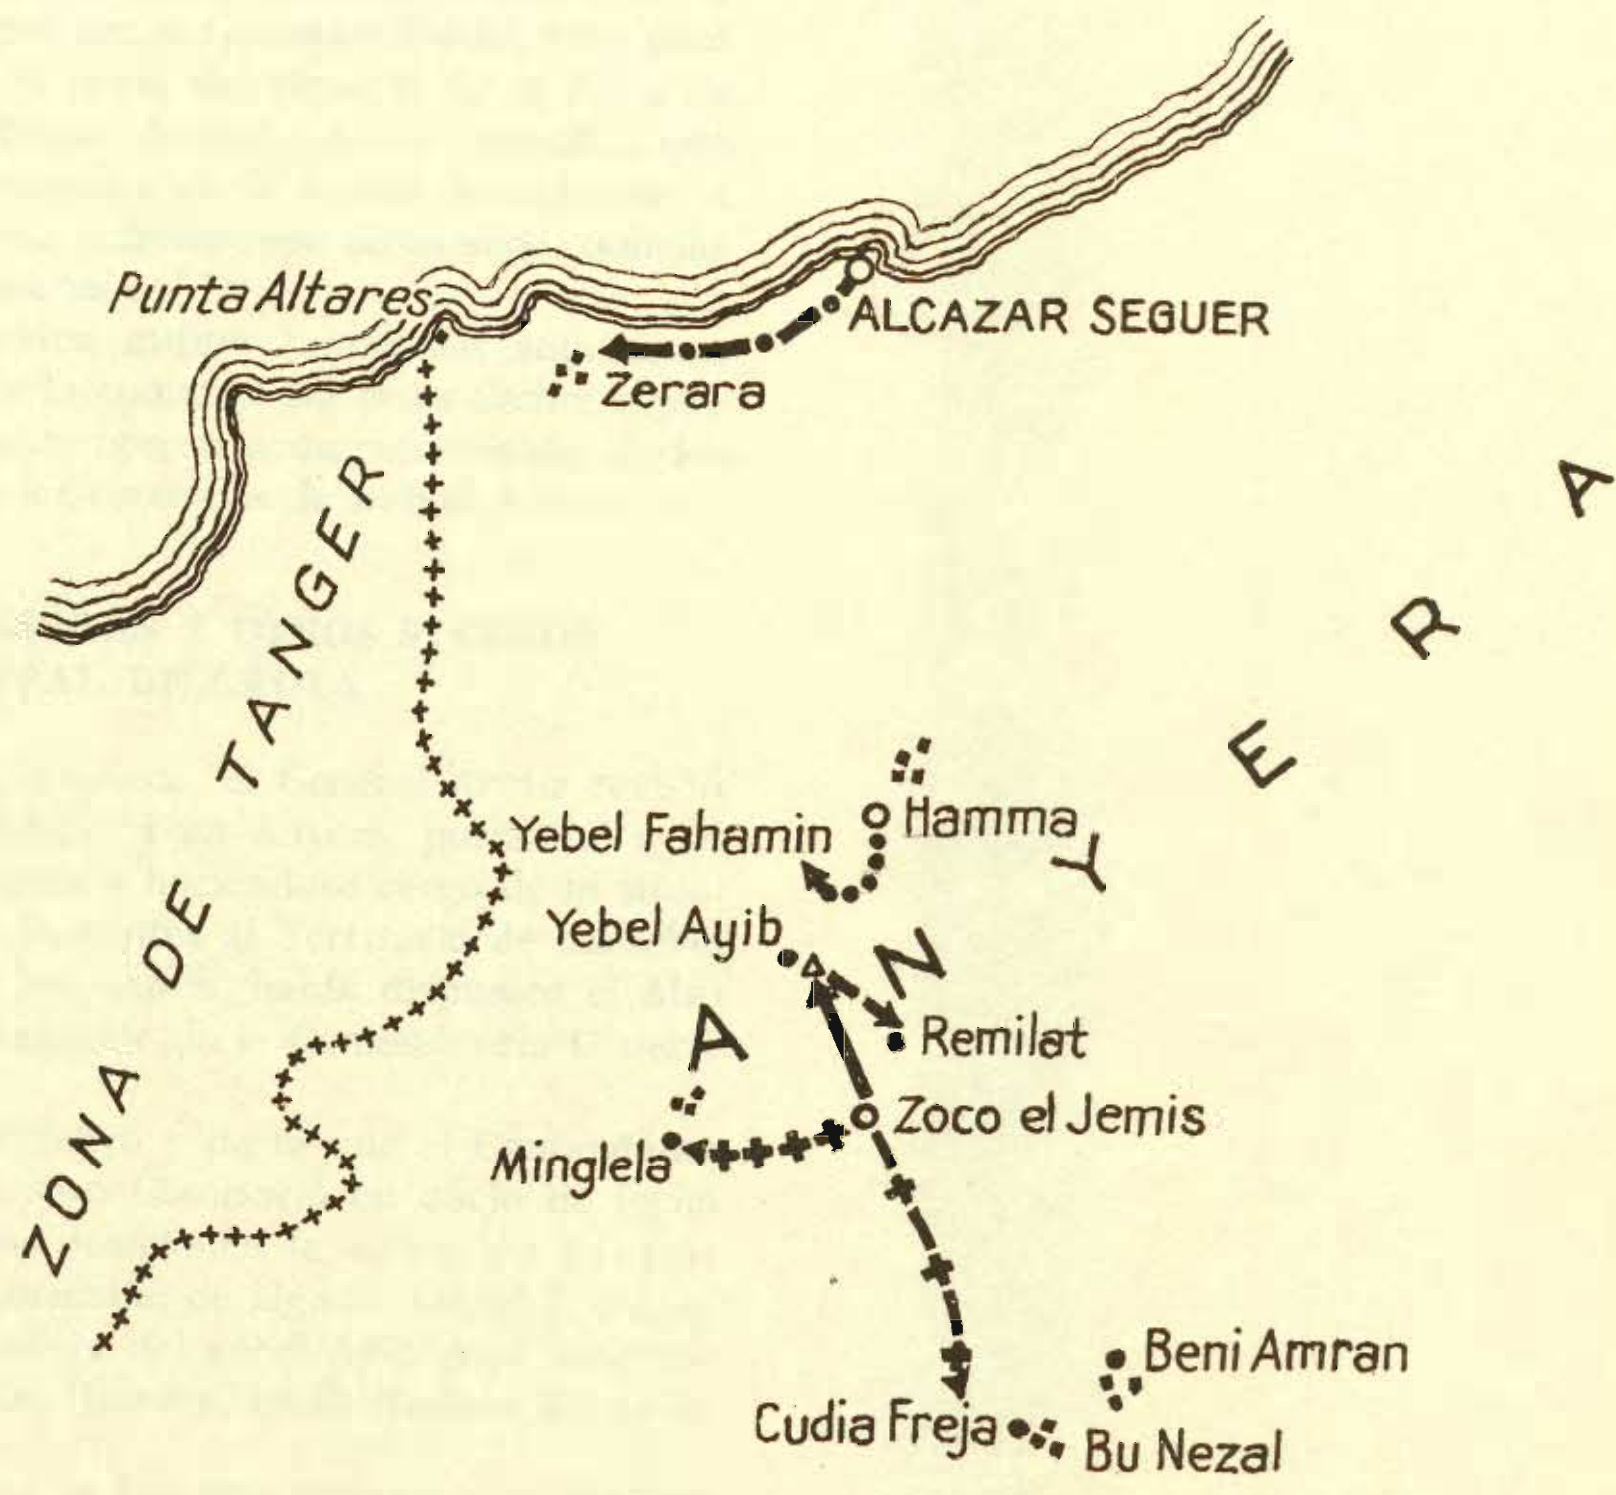 Punta Altares
ALCAZAR SEGUER
Zerara
ZONA DE TANGER
ANYERA
Hamma
Yebel Fahamin
Yebel Ayib
Remilat
Zoco el Jemis
Minglela
Beni Amran
Cudia Freja
Bu Nezal